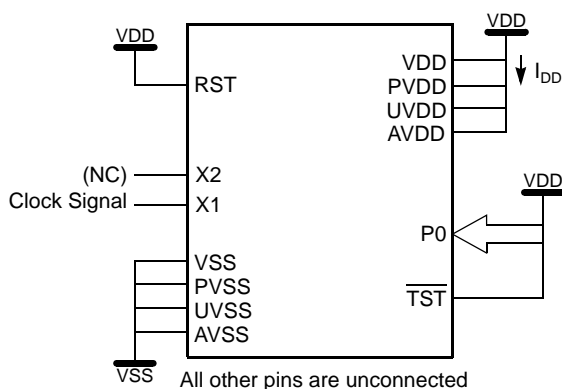 VDD
RST
(NC)
X2
Clock Signal
X1
VSS
PVSS
UVSS
AVSS
VSS
VDD
VDD
PVDD
UVDD
AVDD
IDD
VDD
P0
TST
All other pins are unconnected